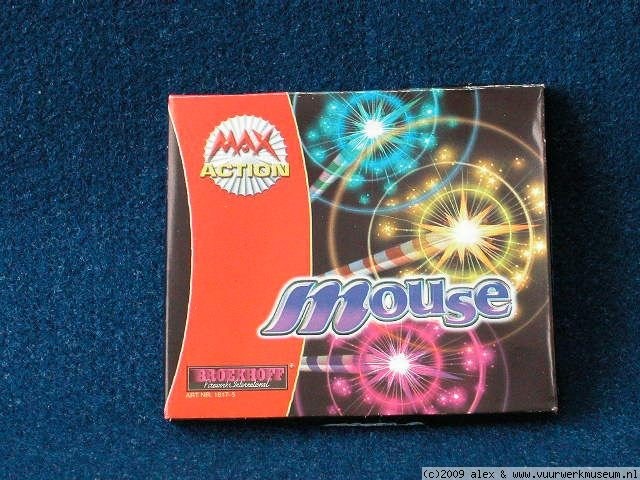 MAX
ACTION
mouse
BROEKHOFF
Fireworks International
ART NR. 1817-5
(c)2009 alex & www.vuurwerkmuseum.nl